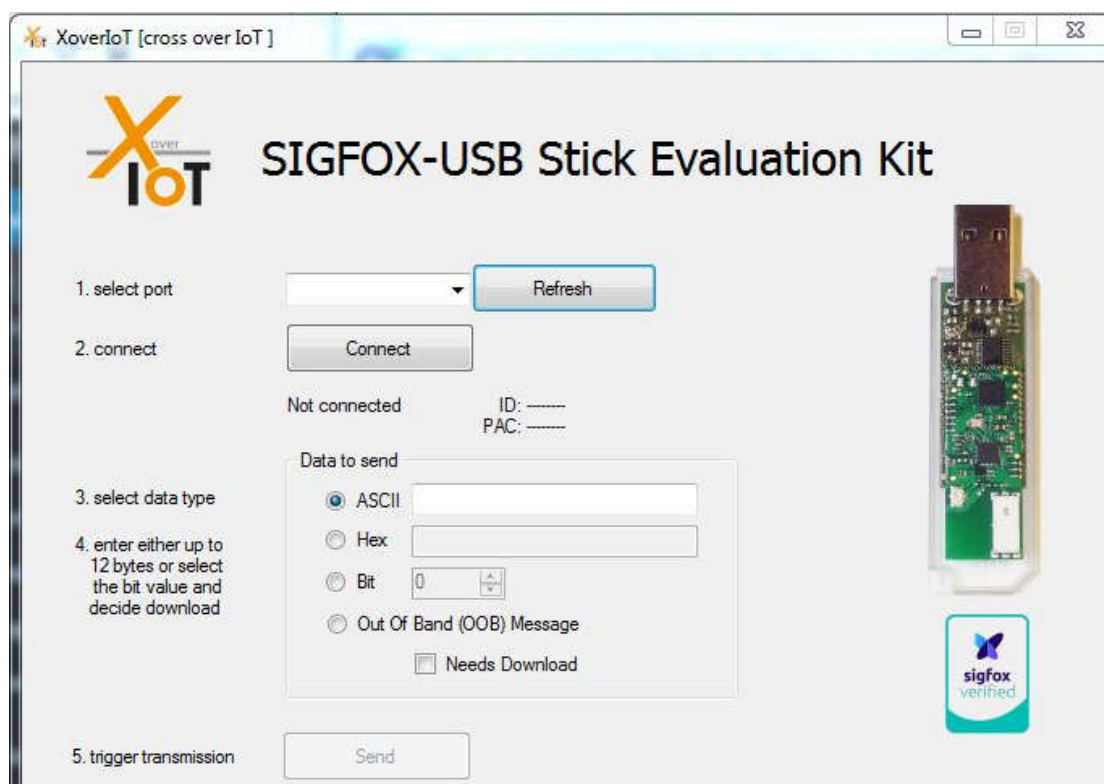 XoverIoT [cross over IoT ]
Xover
IoT
SIGFOX-USB Stick Evaluation Kit
1. select port
Refresh
2. connect
Connect
Not connected
ID: --------
PAC: --------
Data to send
3. select data type
ASCII
4. enter either up to
12 bytes or select
the bit value and
decide download
Hex
Bit
0
Out Of Band (OOB) Message
Needs Download
sigfox
verified
5. trigger transmission
Send